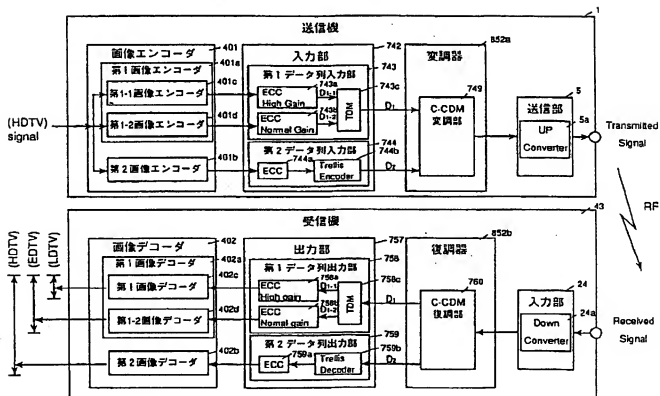 1
送信機
画像エンコーダ
401
第1画像エンコーダ
401a
401c
第1-1画像エンコーダ
401d
第1-2画像エンコーダ
401b
第2画像エンコーダ
(HDTV)
signal
入力部
742
第1データ列入力部
743
743a
ECC
High Gain
D1-1
743b
ECC
Normal Gain
D1-2
743c
TDM
D1
第2データ列入力部
744
744a
ECC
744b
Trellis
Encoder
D2
変調器
852a
749
C-CDM
変調部
送信部
5
5a
UP
Converter
Transmitted
Signal
RF
43
受信機
画像デコーダ
402
第1画像デコーダ
402a
402c
第1画像デコーダ
402d
第1-2画像デコーダ
402b
第2画像デコーダ
(HDTV)
(EDTV)
(LDTV)
出力部
757
第1データ列出力部
758
758a
ECC
High gain
D1-1
758b
ECC
Normal gain
D1-2
758c
TDM
D1
第2データ列出力部
759
759a
ECC
759b
Trellis
Decoder
D2
復調器
852b
760
C-CDM
復調部
入力部
24
24a
Down
Converter
Received
Signal